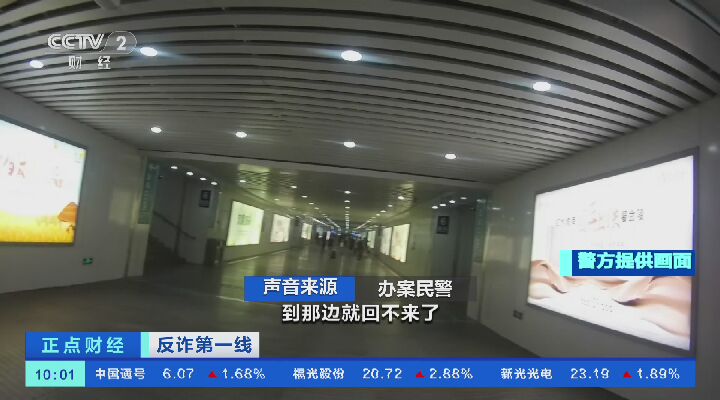 CCTV 2
财经
警方提供画面
声音来源 办案民警
到那边就回不来了
正点财经 反诈第一线
10:01 中国通号 6.07 ▲1.68% 福光股份 20.72 ▲2.88% 新光光电 23.19 ▲1.89%